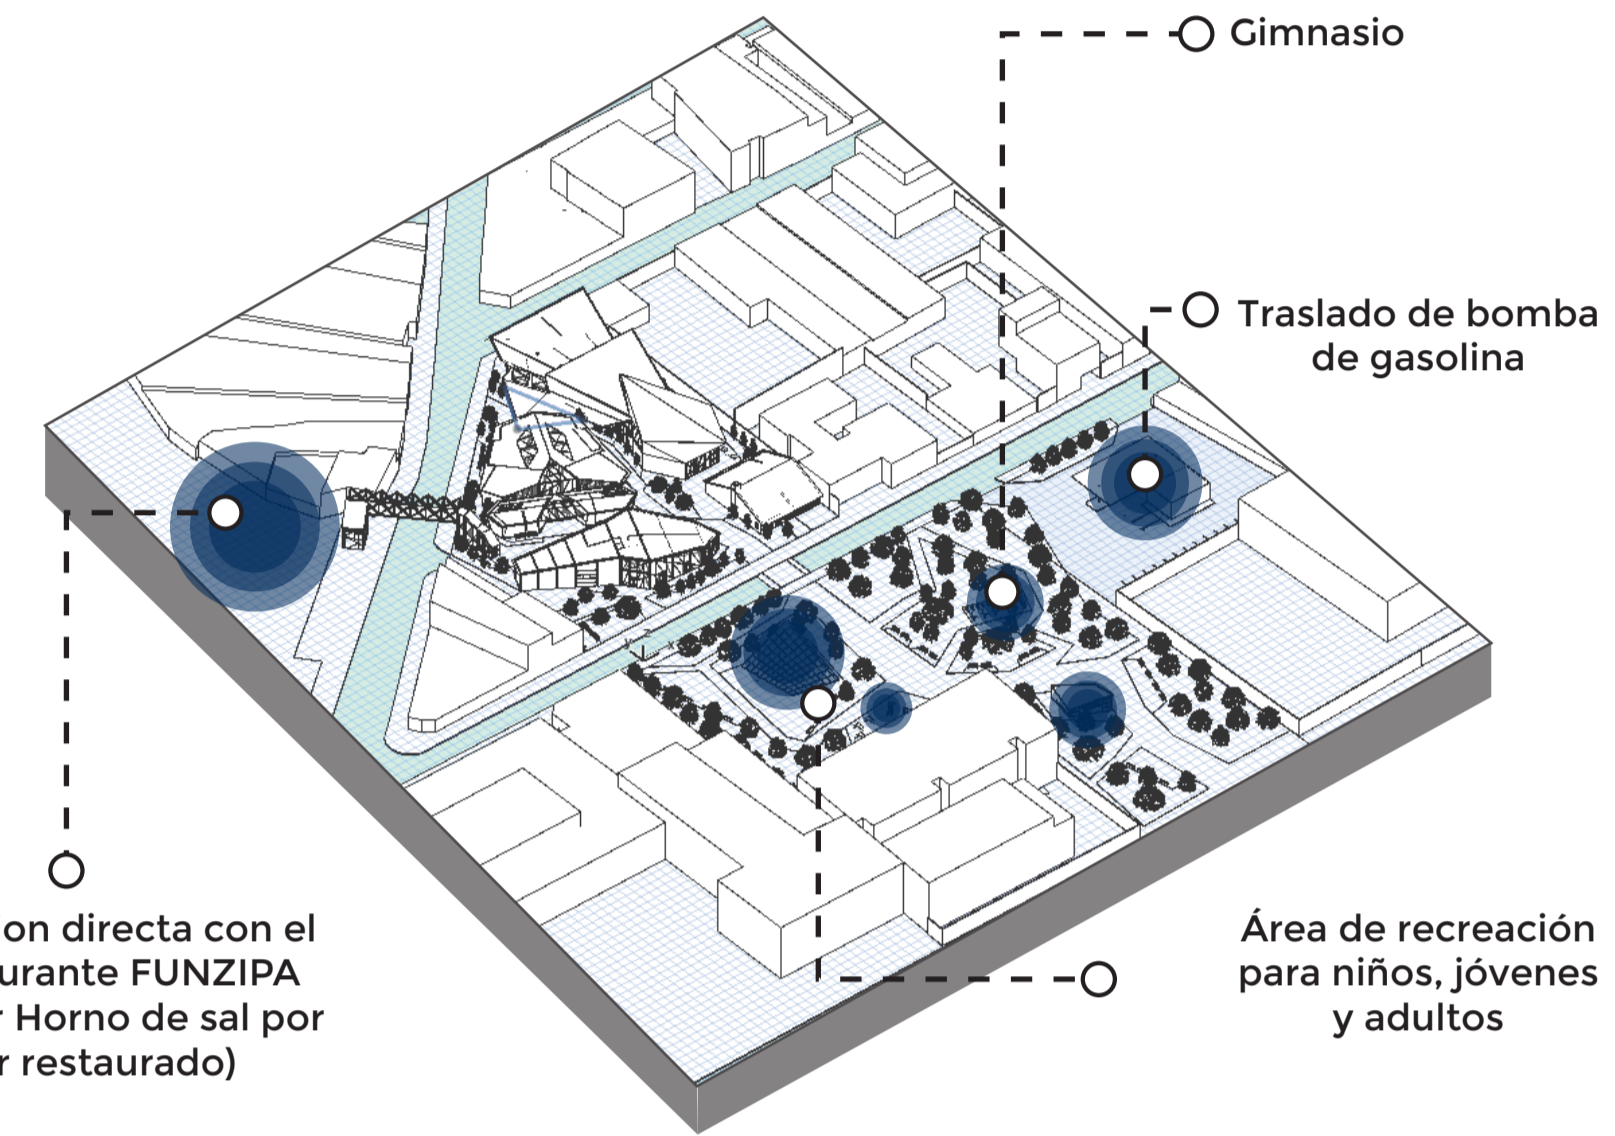 Gimnasio
Traslado de bomba
de gasolina
on directa con el
urante FUNZIPA
r Horno de sal por
r restaurado)
Área de recreación
para niños, jóvenes
y adultos